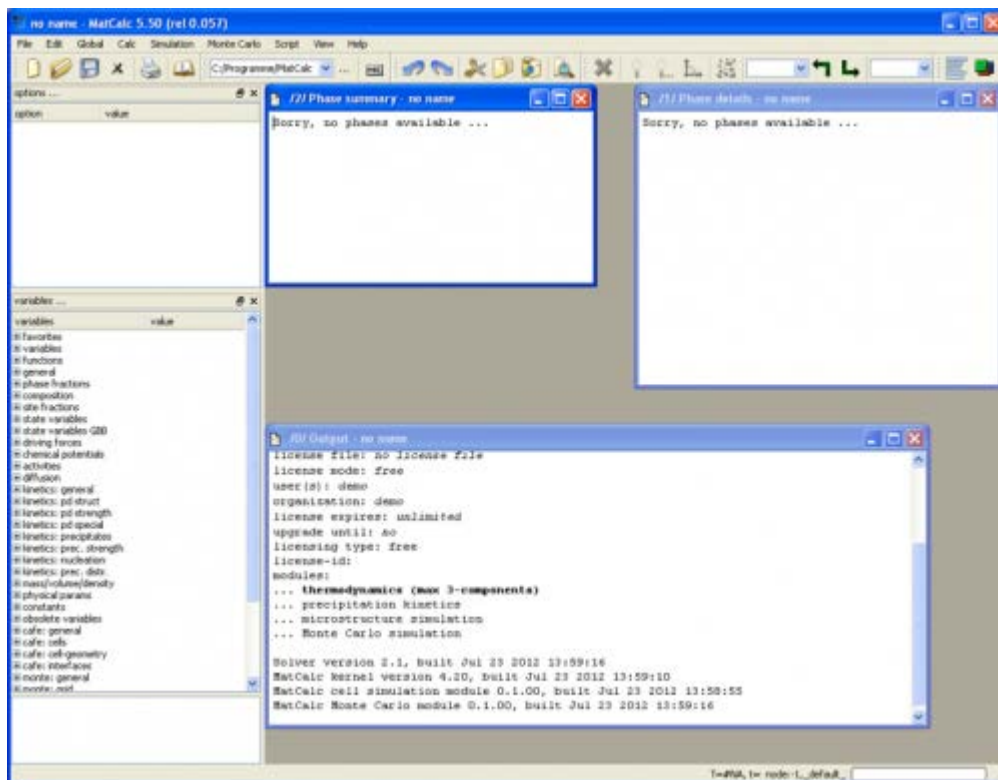 no name - MatCalc 5.50 (rel 0.057)
File Edit Global Calc Simulation Monte Carlo Script View Help
C:/Programme/MatCalc ...
options ...
option value
variables ...
variables value
favorites
variables
functions
general
phase fractions
composition
site fractions
state variables
state variables GBB
driving forces
chemical potentials
activities
diffusion
kinetics: general
kinetics: pd struct
kinetics: pd strength
kinetics: pd special
kinetics: precipitates
kinetics: prec. strength
kinetics: nucleation
kinetics: prec. distr.
mass/volume/density
physical params
constants
obsolete variables
cafe: general
cafe: cells
cafe: cell-geometry
cafe: interfaces
monte: general
monte: grid
/2/ Phase summary - no name
Sorry, no phases available ...
/1/ Phase details - no name
Sorry, no phases available ...
/0/ Output - no name
license file: no license file
license mode: free
user(s): demo
organization: demo
license expires: unlimited
upgrade until: no
licensing type: free
license-id:
modules:
... thermodynamics (max 3-components)
... precipitation kinetics
... microstructure simulation
... Monte Carlo simulation
Solver version 2.1, built Jul 23 2012 13:59:16
MatCalc kernel version 4.20, built Jul 23 2012 13:59:10
MatCalc cell simulation module 0.1.00, built Jul 23 2012 13:58:55
MatCalc Monte Carlo module 0.1.00, built Jul 23 2012 13:59:16
T=#NA, t= node:-1,_default_